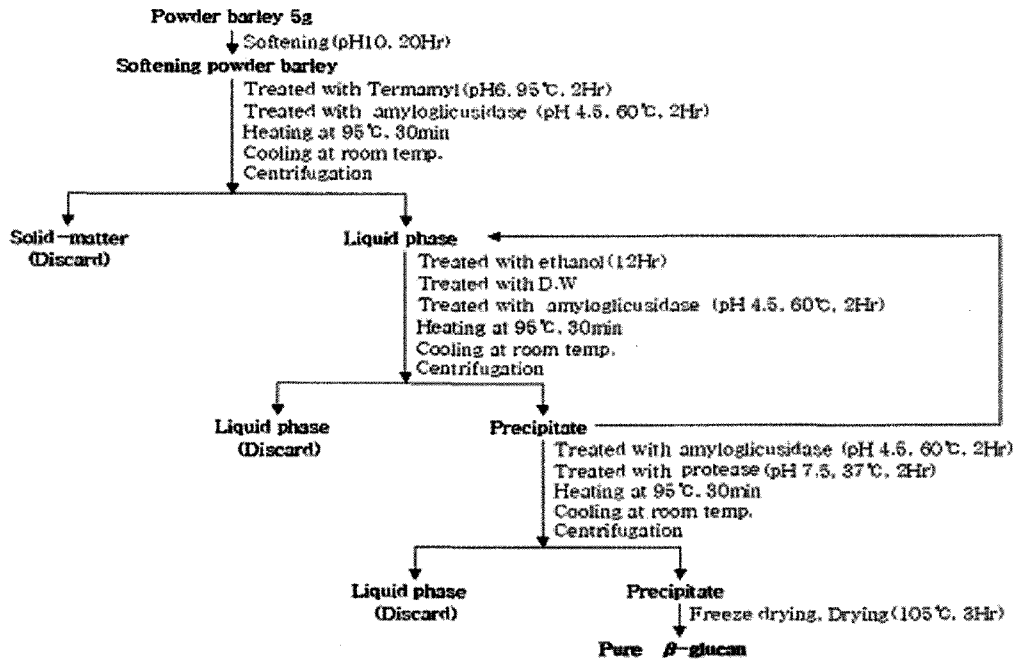 Powder barley 5g
Softening(pH10, 20Hr)
Softening powder barley
Treated with Termamyl(pH6, 95℃, 2Hr)
Treated with amyloglicusidase (pH 4.5, 60℃, 2Hr)
Heating at 95℃, 30min
Cooling at room temp.
Centrifugation
Solid-matter
(Discard)
Liquid phase
Treated with ethanol(12Hr)
Treated with D.W
Treated with amyloglicusidase (pH 4.5, 60℃, 2Hr)
Heating at 95℃, 30min
Cooling at room temp.
Centrifugation
Liquid phase
(Discard)
Precipitate
Treated with amyloglicusidase (pH 4.5, 60℃, 2Hr)
Treated with protease(pH 7.5, 37℃, 2Hr)
Heating at 95℃, 30min
Cooling at room temp.
Centrifugation
Liquid phase
(Discard)
Precipitate
Freeze drying, Drying(105℃, 3Hr)
Pure β-glucan